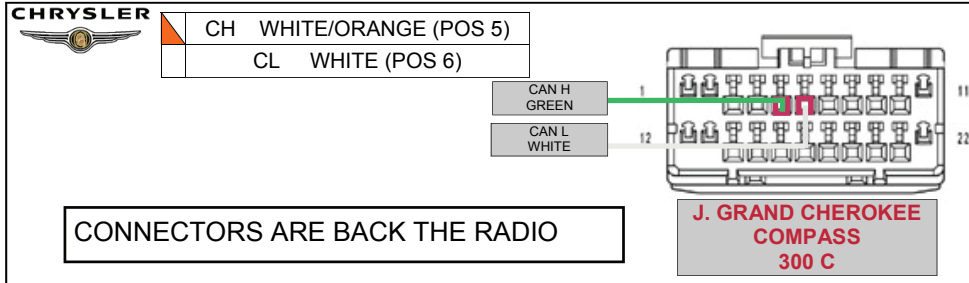 CHRYSLER
CH WHITE/ORANGE (POS 5)
CL WHITE (POS 6)
CAN H
GREEN
CAN L
WHITE
1
11
12
22
CONNECTORS ARE BACK THE RADIO
J. GRAND CHEROKEE
COMPASS
300 C